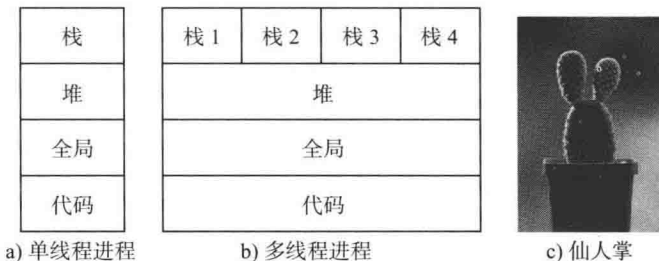 栈
栈 1 栈 2 栈 3 栈 4
堆
堆
全局
全局
代码
代码
a) 单线程进程
b) 多线程进程
c) 仙人掌